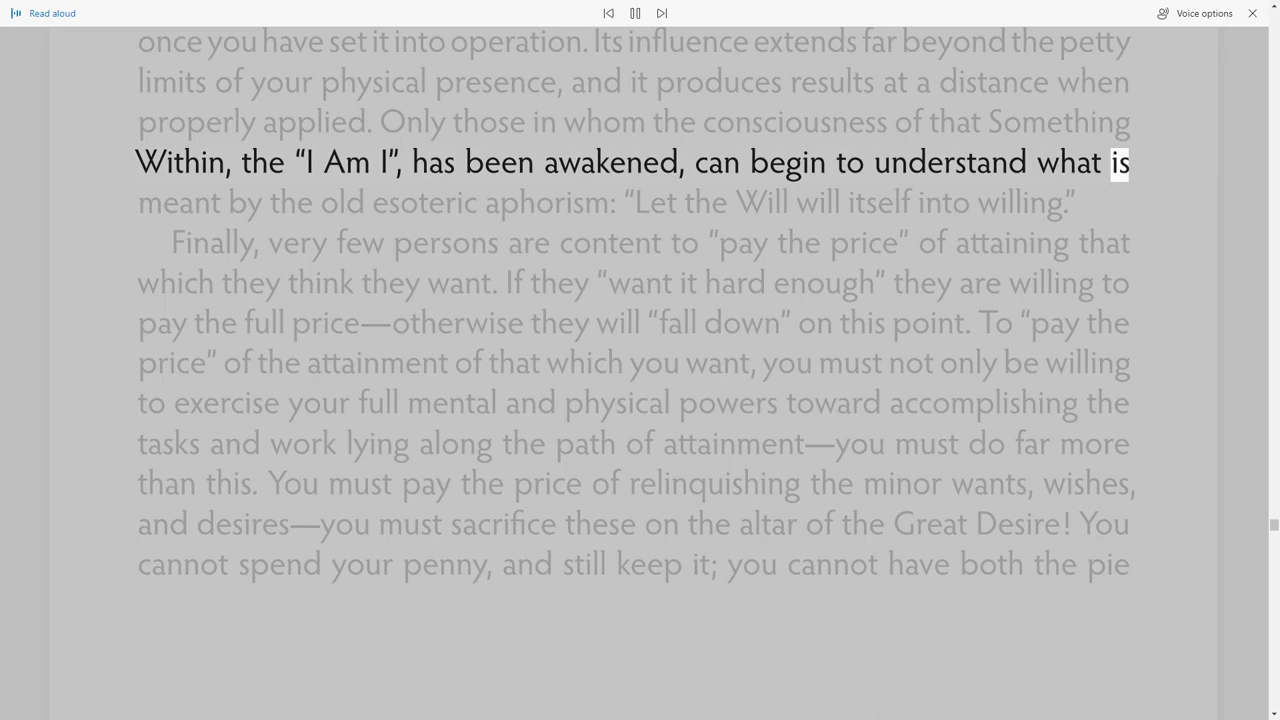 Read aloud
Voice options
once you have set it into operation. Its influence extends far beyond the petty
limits of your physical presence, and it produces results at a distance when
properly applied. Only those in whom the consciousness of that Something
Within, the “I Am I”, has been awakened, can begin to understand what is
meant by the old esoteric aphorism: “Let the Will will itself into willing.”
Finally, very few persons are content to “pay the price” of attaining that
which they think they want. If they “want it hard enough” they are willing to
pay the full price—otherwise they will “fall down” on this point. To “pay the
price” of the attainment of that which you want, you must not only be willing
to exercise your full mental and physical powers toward accomplishing the
tasks and work lying along the path of attainment—you must do far more
than this. You must pay the price of relinquishing the minor wants, wishes,
and desires—you must sacrifice these on the altar of the Great Desire! You
cannot spend your penny, and still keep it; you cannot have both the pie